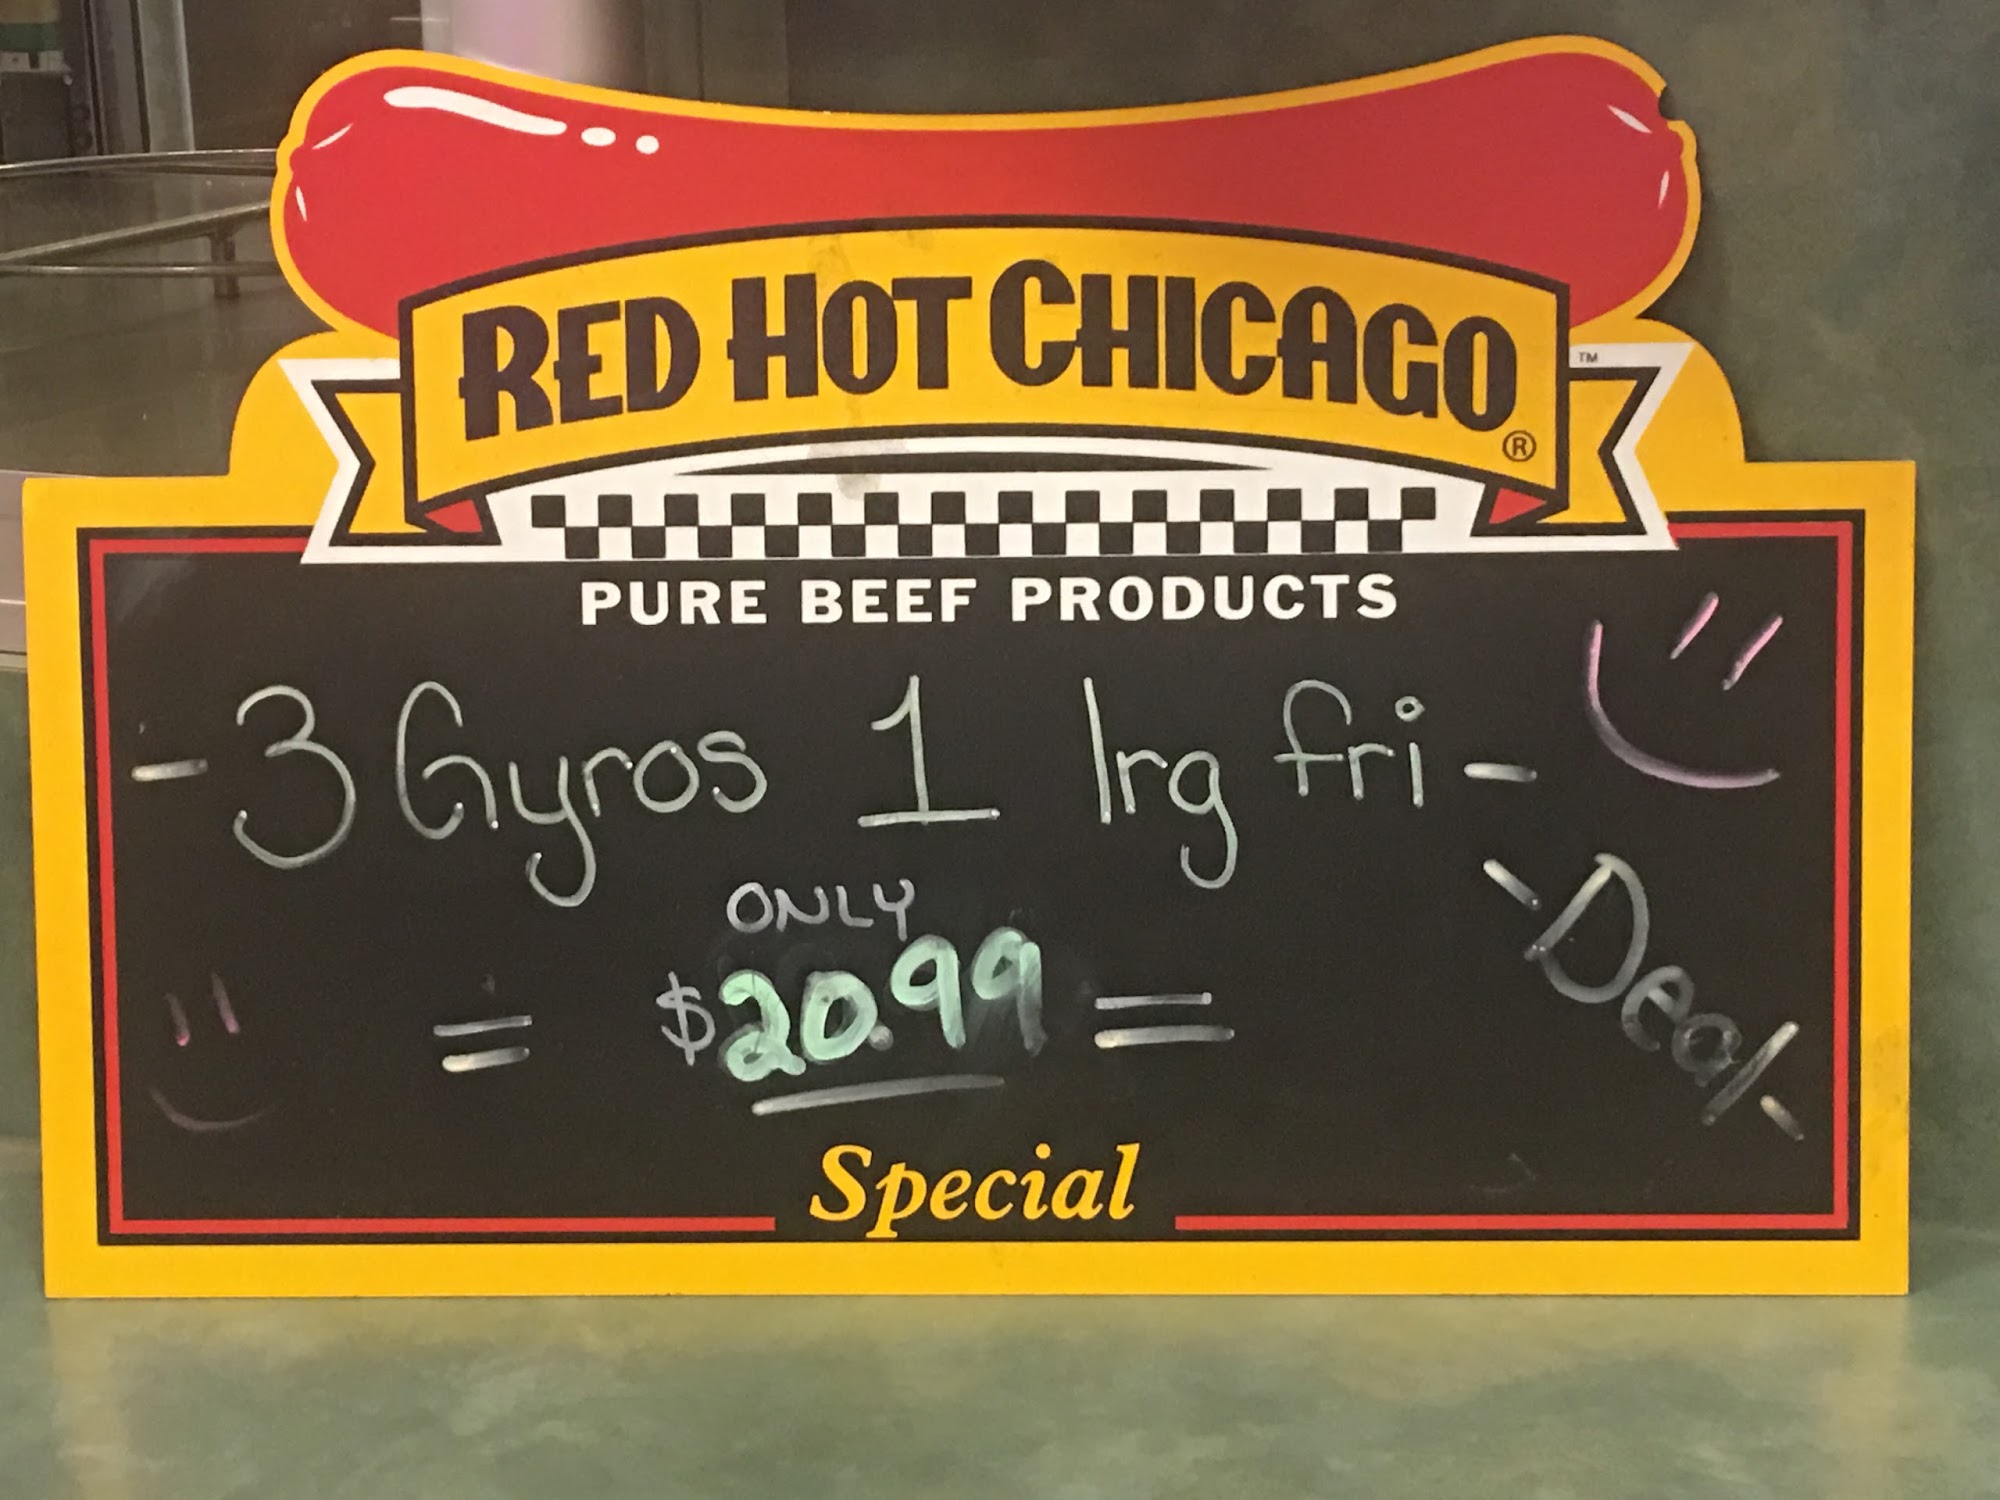 RED HOT CHICAGO ®
™
PURE BEEF PRODUCTS
- 3 Gyros 1 lrg fri -
ONLY
= $20.99 =
- Deal -
Special